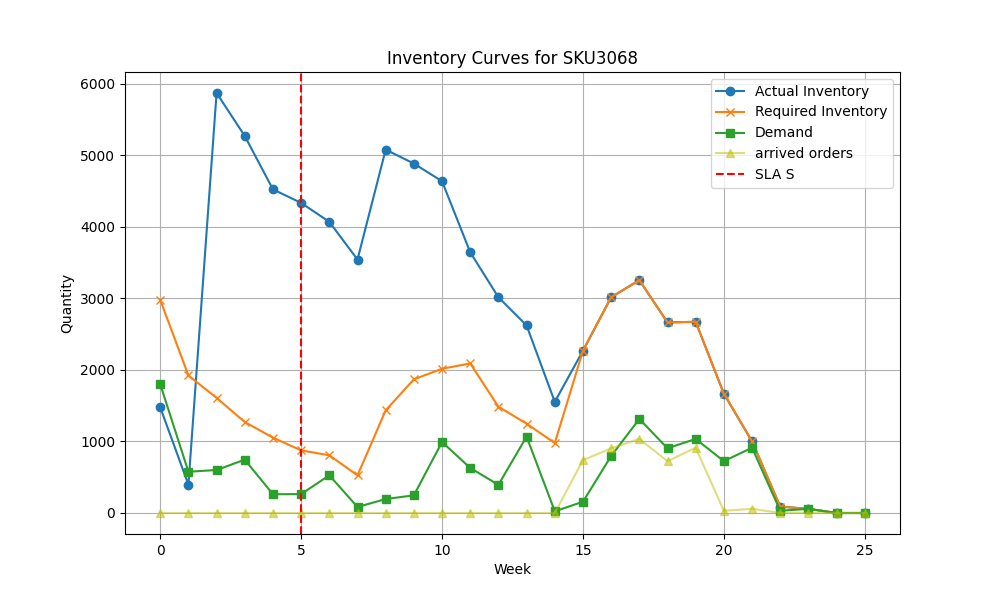 Inventory Curves for SKU3068
Actual Inventory
Required Inventory
Demand
arrived orders
SLA S
6000
5000
4000
3000
2000
1000
0
Quantity
0 5 10 15 20 25
Week